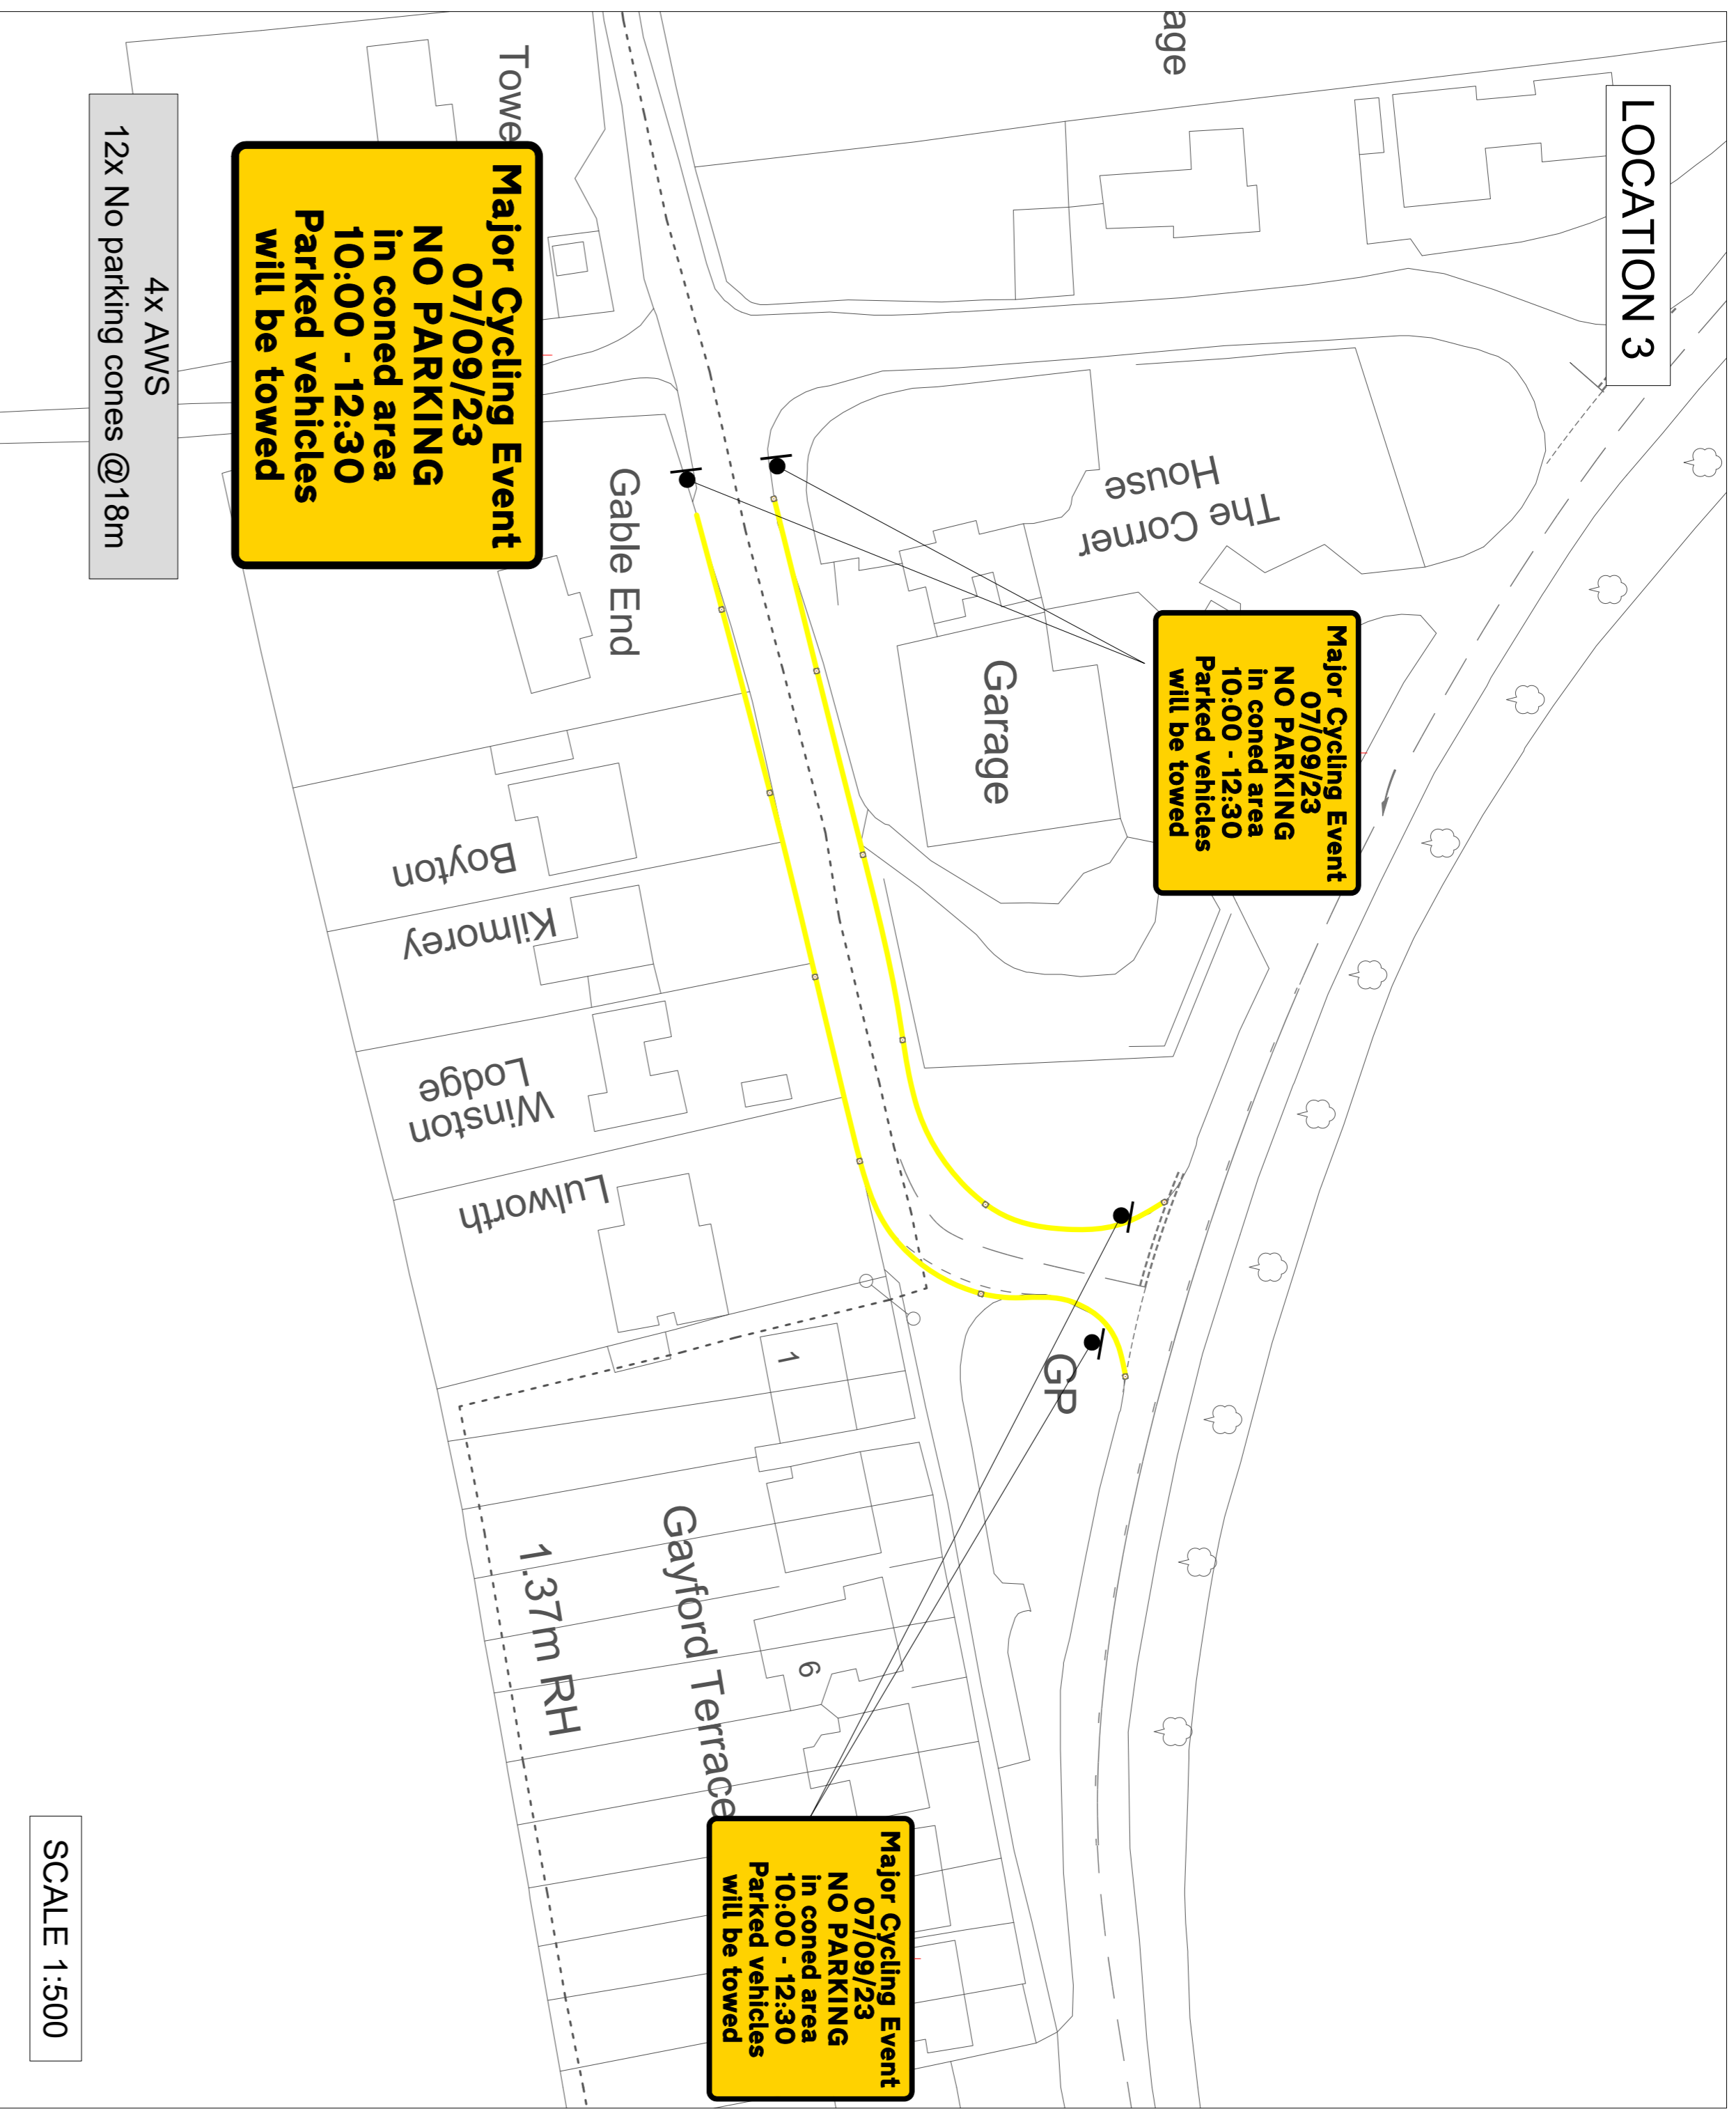 LOCATION 3
age
Towe
Major Cycling Event
07/09/23
NO PARKING
in coned area
10:00 - 12:30
Parked vehicles
will be towed
4x AWS
12x No parking cones @18m
The Corner
House
Gable End
Garage
Major Cycling Event
07/09/23
NO PARKING
in coned area
10:00 - 12:30
Parked vehicles
will be towed
Boyton
Kilmorey
Winston
Lodge
Lulworth
GP
1
6
Gayford Terrace
1.37m RH
Major Cycling Event
07/09/23
NO PARKING
in coned area
10:00 - 12:30
Parked vehicles
will be towed
SCALE 1:500